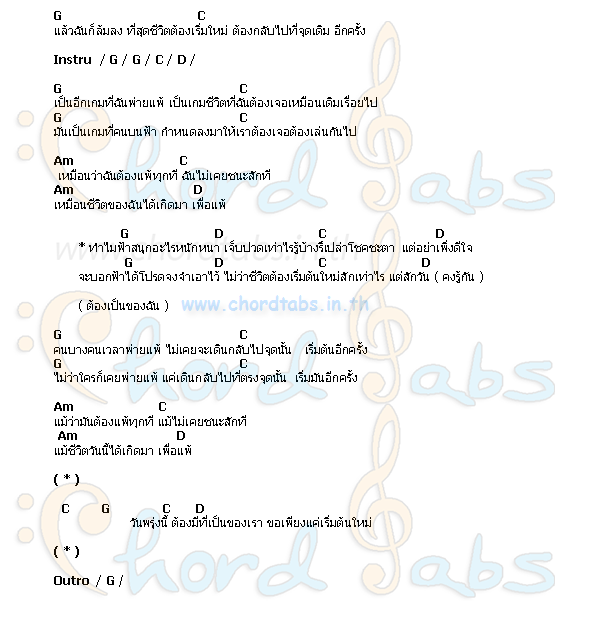 G C
แล้วฉันก็ล้มลง ที่สุดชีวิตต้องเริ่มใหม่ ต้องกลับไปที่จุดเดิม อีกครั้ง
Instru / G / G / C / D /
G C
เป็นอีกเกมที่ฉันพ่ายแพ้ เป็นเกมชีวิตที่ฉันต้องเจอเหมือนเดิมเรื่อยไป
G C
มันเป็นเกมที่คนบนฟ้า กำหนดลงมาให้เราต้องเจอต้องเล่นกันไป
Am C
เหมือนว่าฉันต้องแพ้ทุกที ฉันไม่เคยชนะสักที
Am D
เหมือนชีวิตของฉันได้เกิดมา เพื่อแพ้
G D C D
* ทำไมฟ้าสนุกอะไรหนักหนา เจ็บปวดเท่าไรรู้บ้างรึเปล่าโชคชะตา แต่อย่าเพิ่งดีใจ
G D C D
จะบอกฟ้าได้โปรดจงจำเอาไว้ ไม่ว่าชีวิตต้องเริ่มต้นใหม่สักเท่าไร แต่สักวัน ( คงรู้กัน )
( ต้องเป็นของฉัน )
www.chordtabs.in.th
G C
คนบางคนเวลาพ่ายแพ้ ไม่เคยจะเดินกลับไปจุดนั้น เริ่มต้นอีกครั้ง
G C
ไม่ว่าใครก็เคยพ่ายแพ้ แค่เดินกลับไปที่ตรงจุดนั้น เริ่มมันอีกครั้ง
Am C
แม้ว่ามันต้องแพ้ทุกที แม้ไม่เคยชนะสักที
Am D
แม้ชีวิตวันนี้ได้เกิดมา เพื่อแพ้
( * )
C G C D
วันพรุ่งนี้ ต้องมีที่เป็นของเรา ขอเพียงแค่เริ่มต้นใหม่
( * )
Outro / G /
Chord Tabs